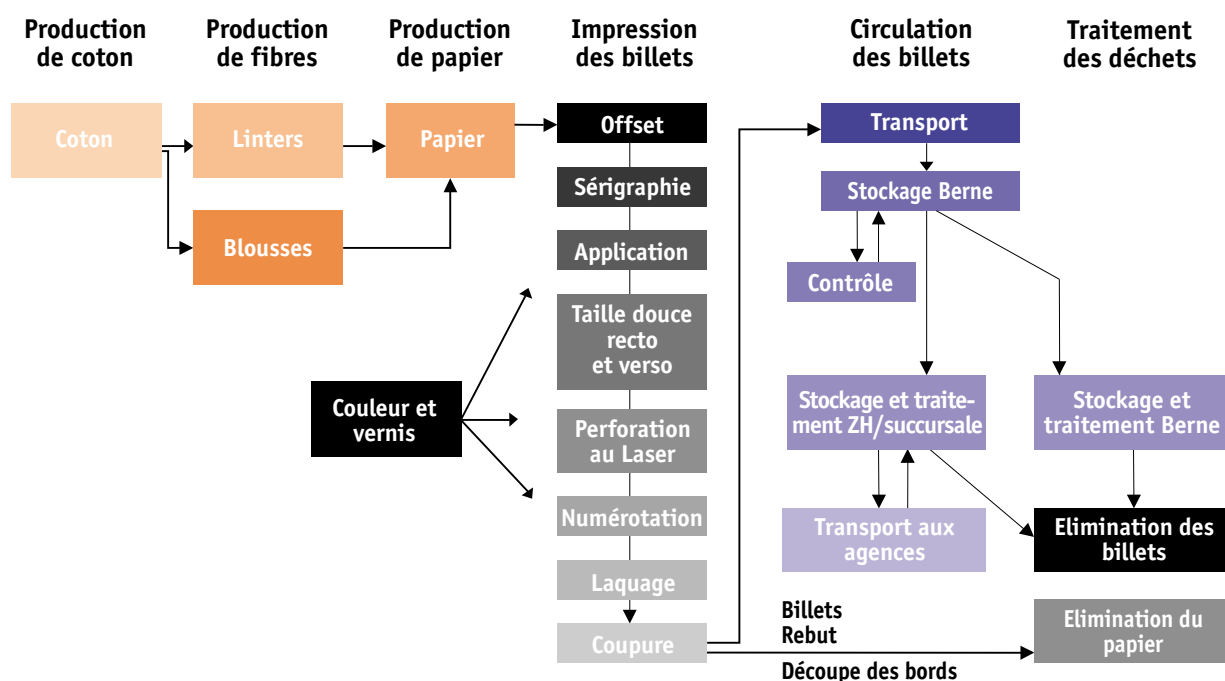 Production
de coton
Production
de fibres
Production
de papier
Impression
des billets
Circulation
des billets
Traitement
des déchets
Coton
Linters
Papier
Blousses
Couleur et
vernis
Offset
Sérigraphie
Application
Taille douce
recto
et verso
Perforation
au Laser
Numérotation
Laquage
Coupure
Transport
Stockage Berne
Contrôle
Stockage et traite-
ment ZH/succursale
Transport aux
agences
Stockage et
traitement Berne
Elimination des
billets
Elimination du
papier
Billets
Rebut
Découpe des bords